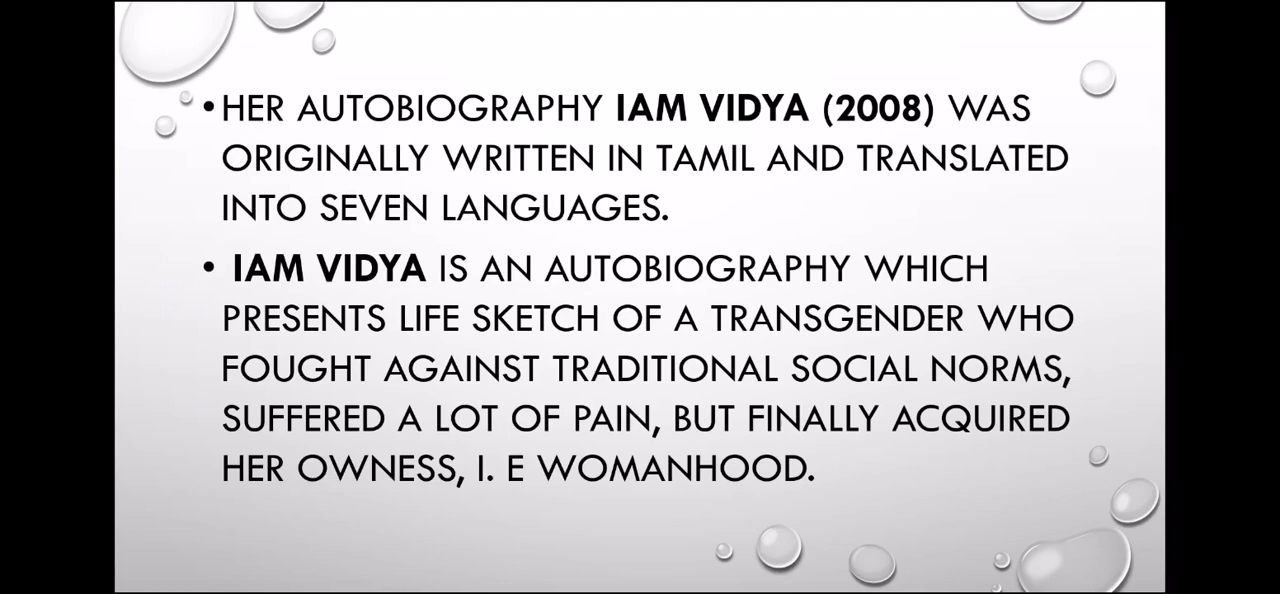 • HER AUTOBIOGRAPHY IAM VIDYA (2008) WAS
ORIGINALLY WRITTEN IN TAMIL AND TRANSLATED
INTO SEVEN LANGUAGES.
• IAM VIDYA IS AN AUTOBIOGRAPHY WHICH
PRESENTS LIFE SKETCH OF A TRANSGENDER WHO
FOUGHT AGAINST TRADITIONAL SOCIAL NORMS,
SUFFERED A LOT OF PAIN, BUT FINALLY ACQUIRED
HER OWNESS, I. E WOMANHOOD.